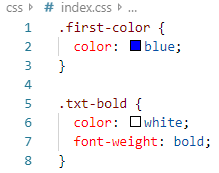 css > # index.css > ...
1 .first-color {
2 color: blue;
3 }
4
5 .txt-bold {
6 color: white;
7 font-weight: bold;
8 }